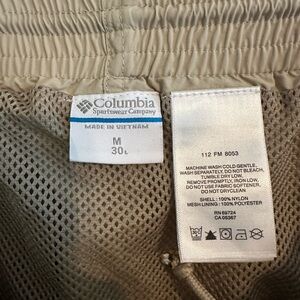 Columbia
Sportswear Company
MADE IN VIETNAM
M
30L
112 FM 8053
MACHINE WASH COLD GENTLE,
WASH SEPARATELY, DO NOT BLEACH,
TUMBLE DRY LOW,
REMOVE PROMPTLY, IRON LOW,
DO NOT USE FABRIC SOFTENER,
DO NOT DRYCLEAN
SHELL: 100% NYLON
MESH LINING: 100% POLYESTER
RN 69724
CA 05367